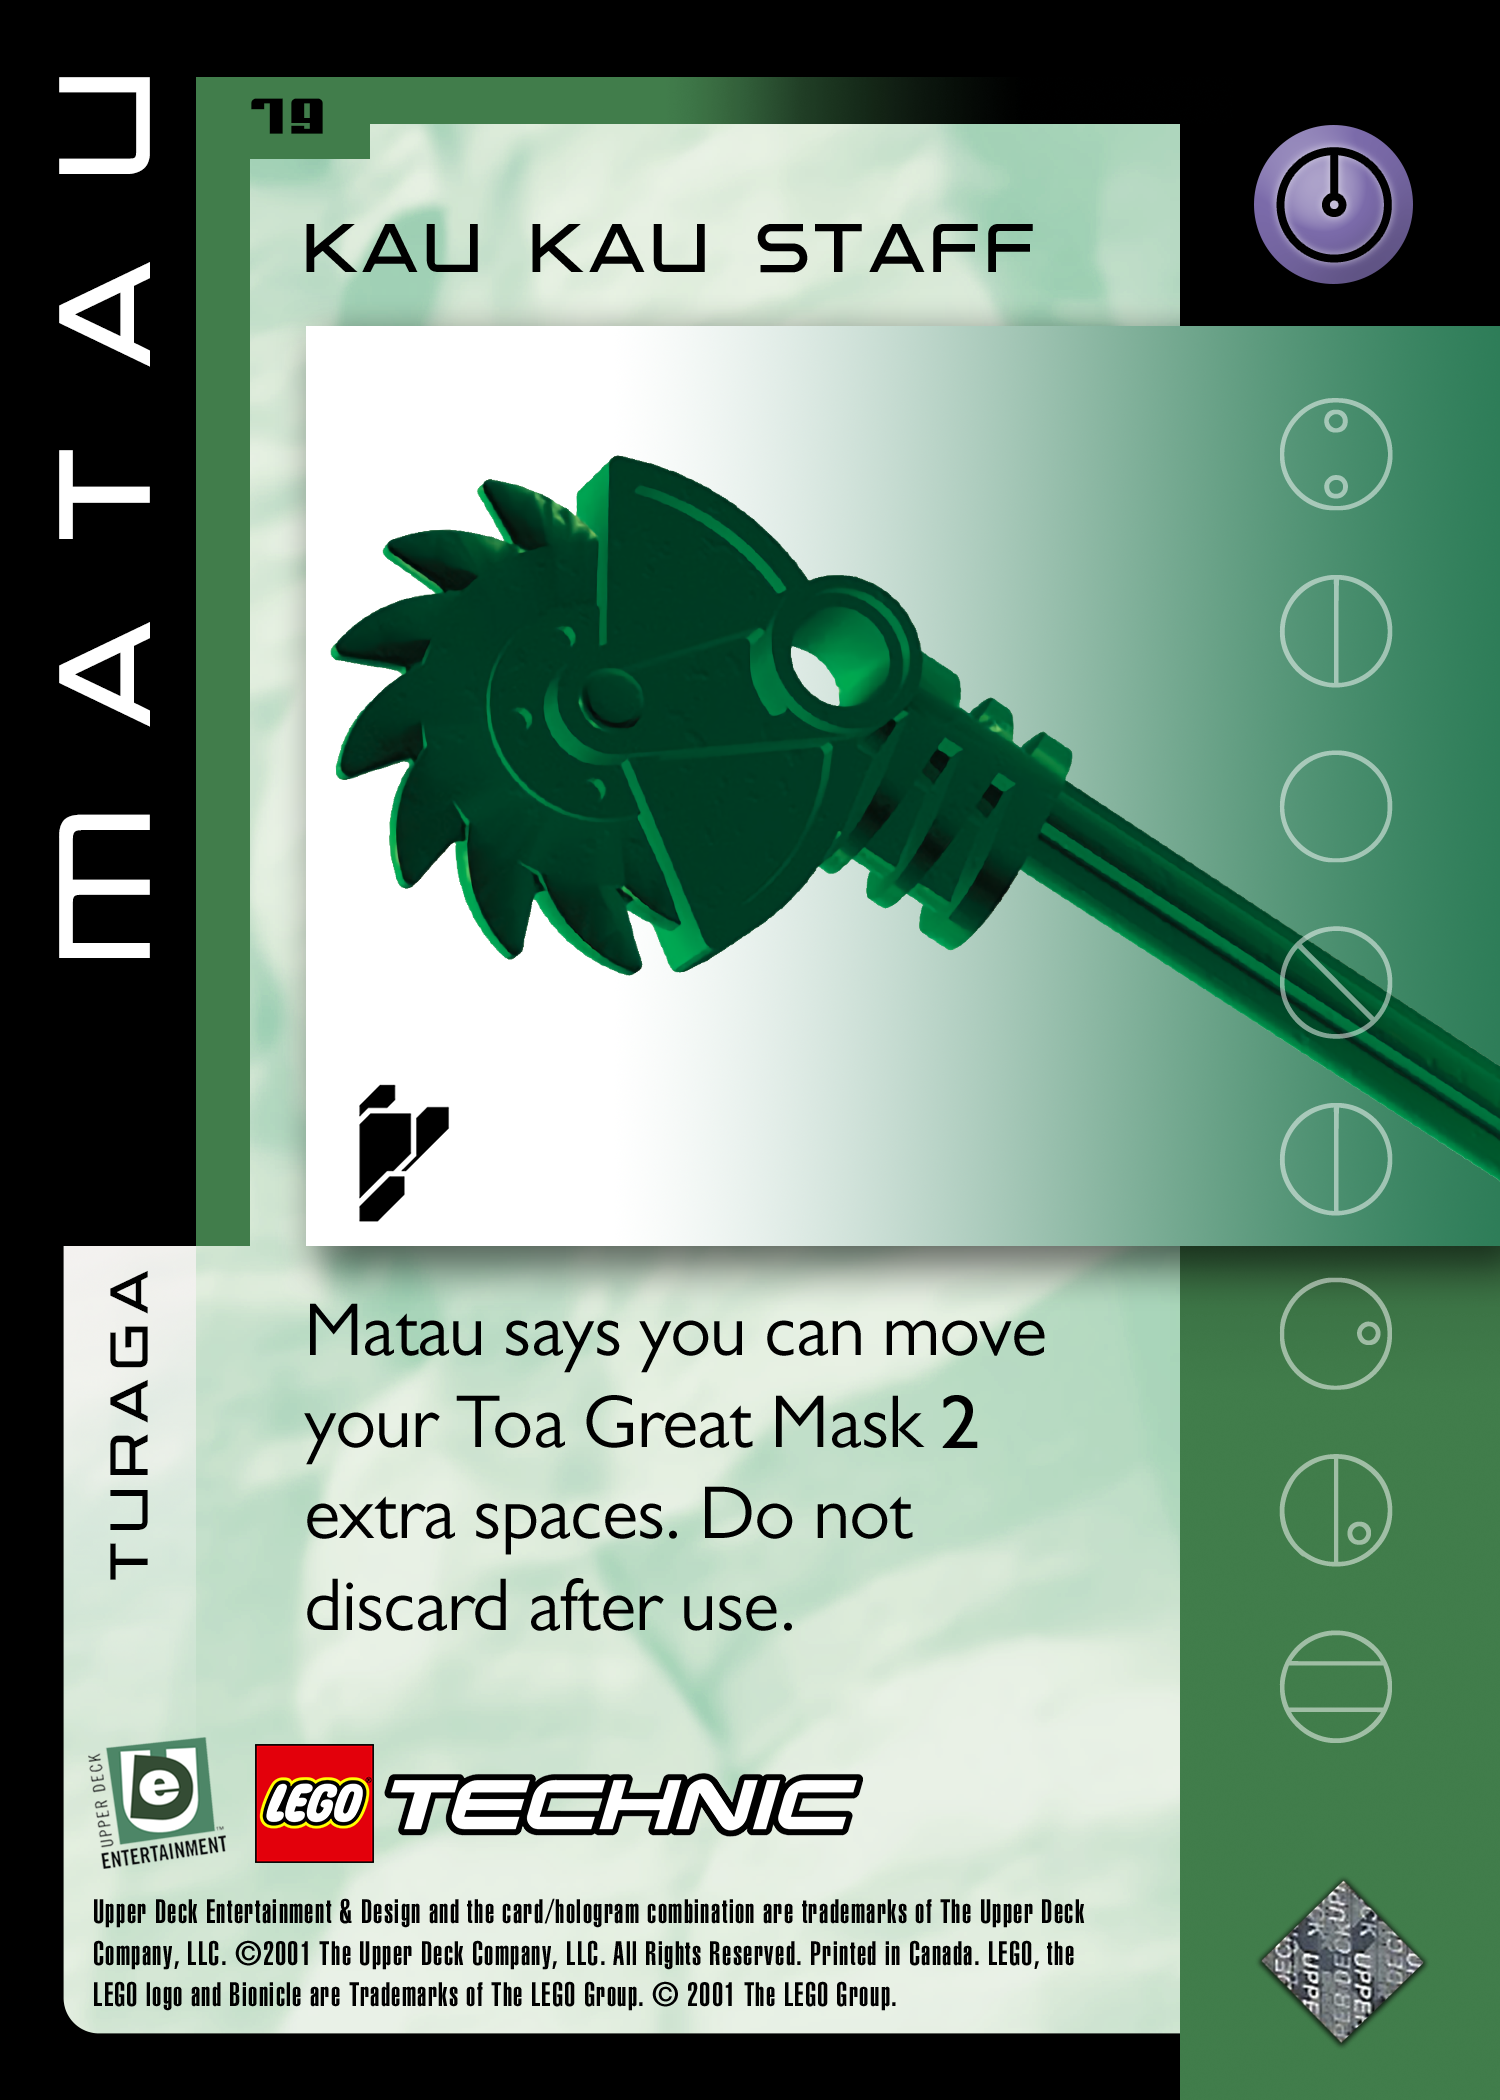 MATAU
79
KAU KAU STAFF
TURAGA
Matau says you can move
your Toa Great Mask 2
extra spaces. Do not
discard after use.
UPPER DECK
UDe
ENTERTAINMENT™
LEGO® TECHNIC
Upper Deck Entertainment & Design and the card/hologram combination are trademarks of The Upper Deck
Company, LLC. ©2001 The Upper Deck Company, LLC. All Rights Reserved. Printed in Canada. LEGO, the
LEGO logo and Bionicle are Trademarks of The LEGO Group. © 2001 The LEGO Group.